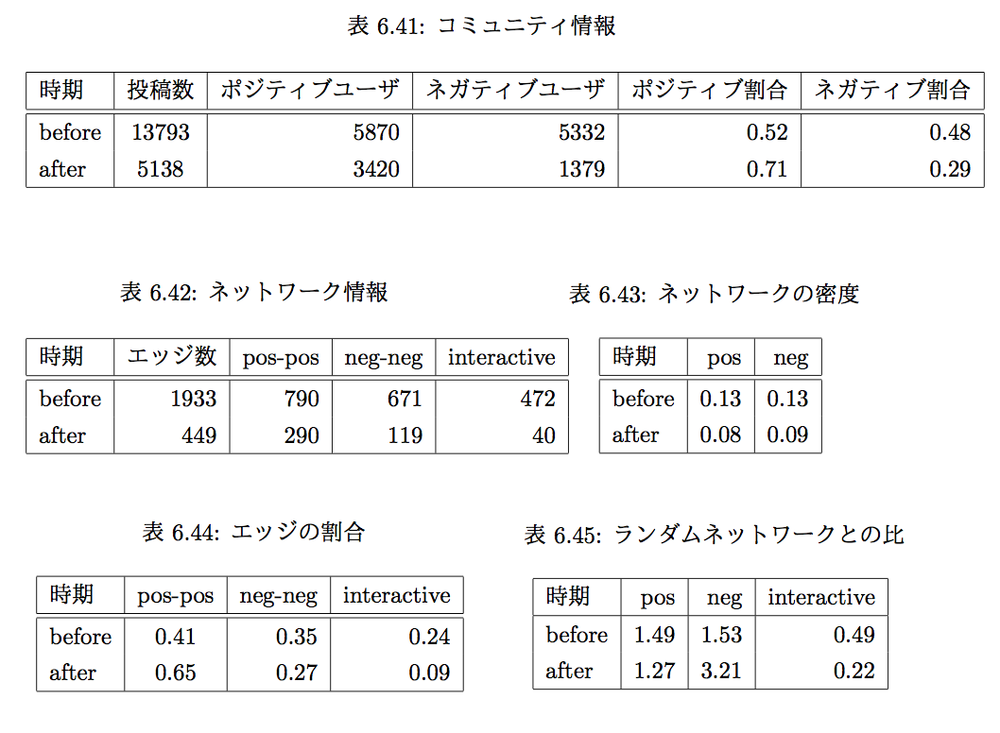 表 6.41: コミュニティ情報
時期 投稿数 ポジティブユーザ ネガティブユーザ ポジティブ割合 ネガティブ割合
before 13793 5870 5332 0.52 0.48
after 5138 3420 1379 0.71 0.29
表 6.42: ネットワーク情報
時期 エッジ数 pos-pos neg-neg interactive
before 1933 790 671 472
after 449 290 119 40
表 6.43: ネットワークの密度
時期 pos neg
before 0.13 0.13
after 0.08 0.09
表 6.44: エッジの割合
時期 pos-pos neg-neg interactive
before 0.41 0.35 0.24
after 0.65 0.27 0.09
表 6.45: ランダムネットワークとの比
時期 pos neg interactive
before 1.49 1.53 0.49
after 1.27 3.21 0.22